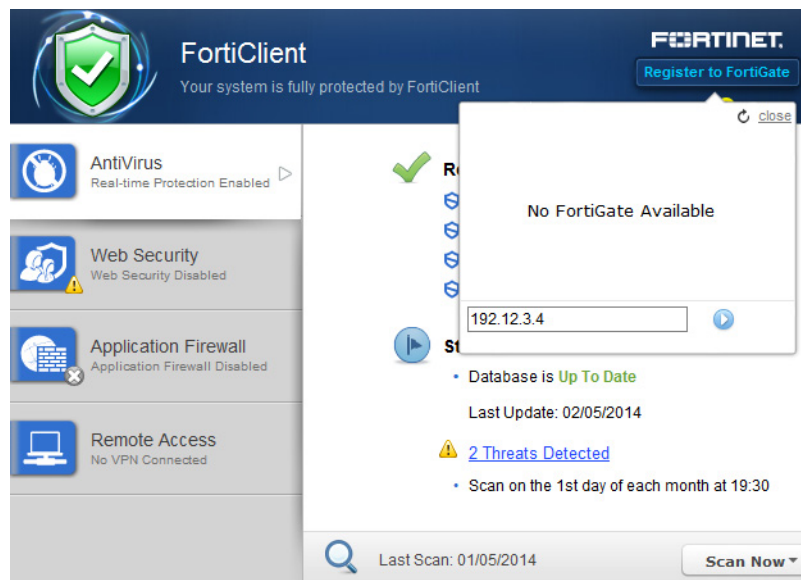 FortiClient
Your system is fully protected by FortiClient
FORTINET.
Register to FortiGate
close
No FortiGate Available
192.12.3.4
AntiVirus
Real-time Protection Enabled
Web Security
Web Security Disabled
Application Firewall
Application Firewall Disabled
Remote Access
No VPN Connected
Database is Up To Date
Last Update: 02/05/2014
2 Threats Detected
Scan on the 1st day of each month at 19:30
Last Scan: 01/05/2014
Scan Now